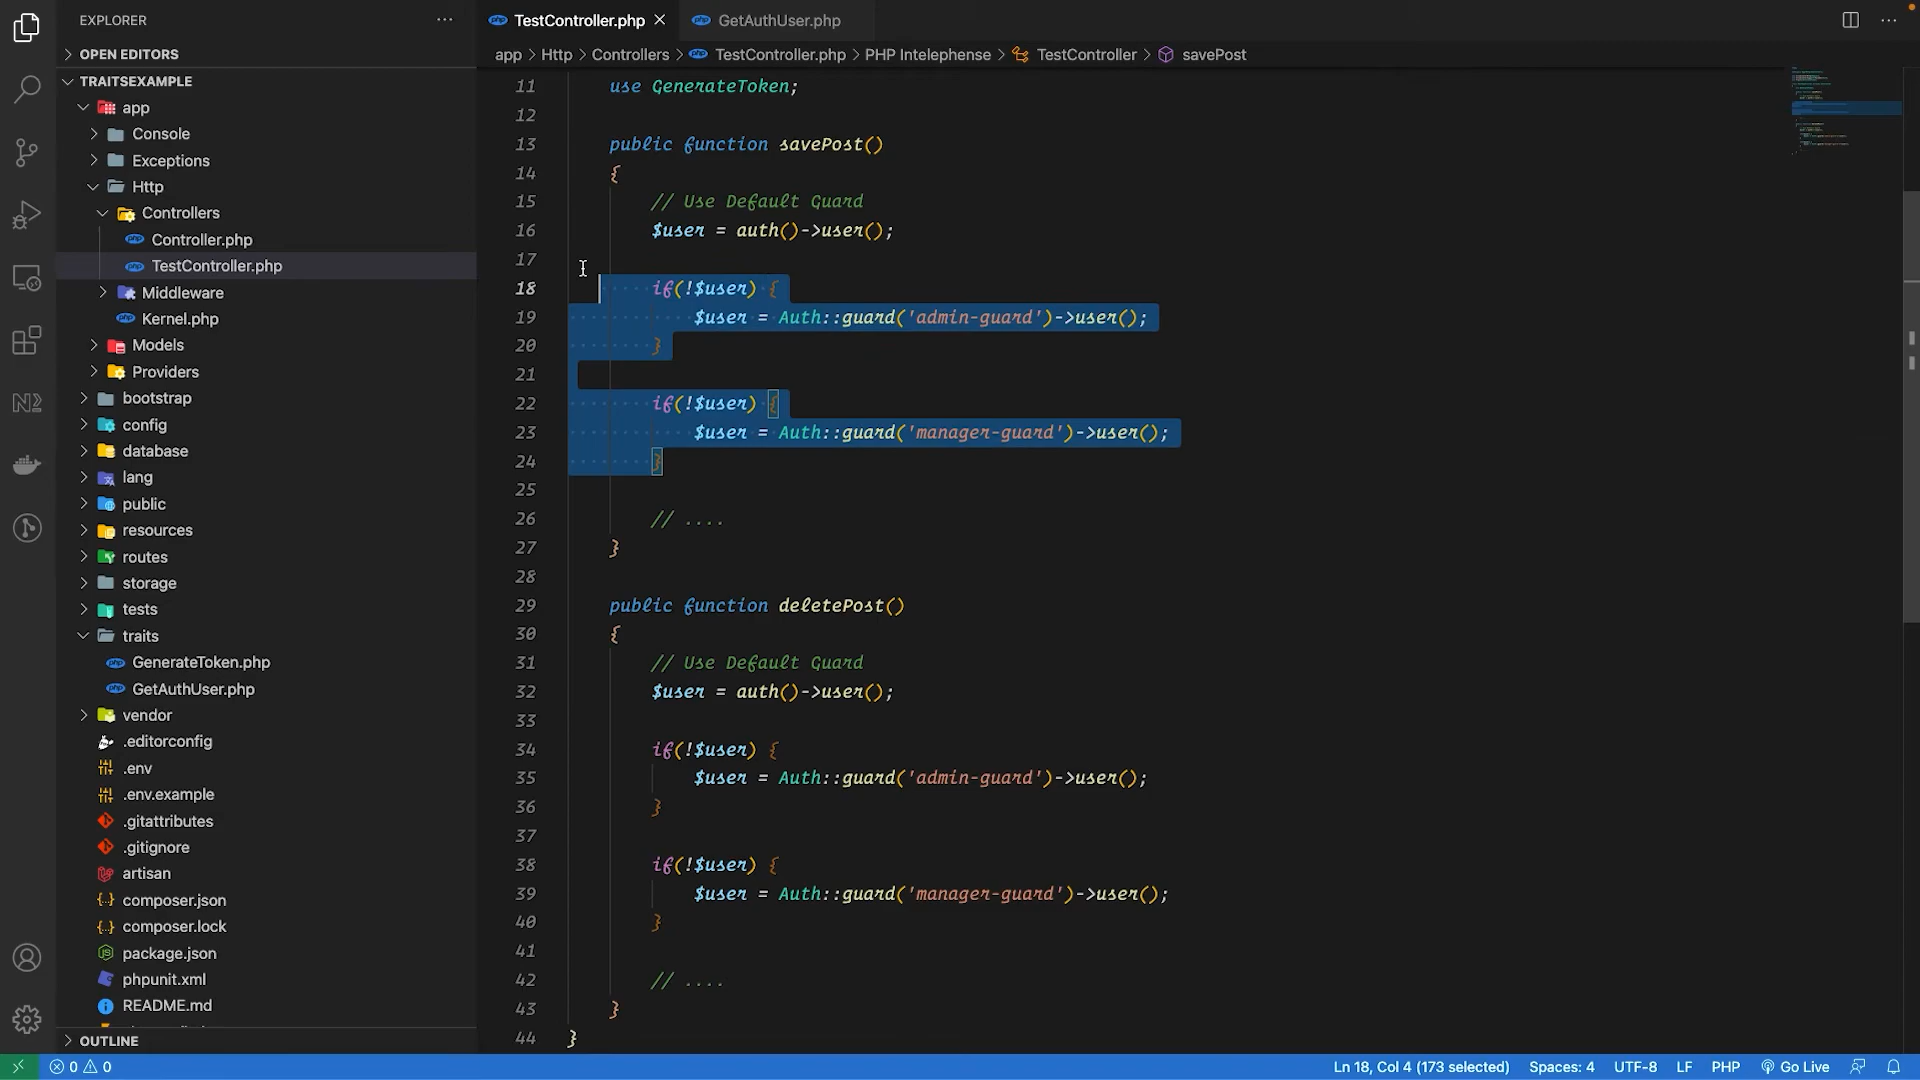 EXPLORER
OPEN EDITORS
TRAITSEXAMPLE
app
Console
Exceptions
Http
Controllers
Controller.php
TestController.php
Middleware
Kernel.php
Models
Providers
bootstrap
config
database
lang
public
resources
routes
storage
tests
traits
GenerateToken.php
GetAuthUser.php
vendor
.editorconfig
.env
.env.example
.gitattributes
.gitignore
artisan
composer.json
composer.lock
package.json
phpunit.xml
README.md
OUTLINE
TestController.php
GetAuthUser.php
app > Http > Controllers > TestController.php > PHP Intelephense > TestController > savePost
11 use GenerateToken;
12
13 public function savePost()
14 {
15 // Use Default Guard
16 $user = auth()->user();
17
18 if(!$user) {
19 $user = Auth::guard('admin-guard')->user();
20 }
21
22 if(!$user) {
23 $user = Auth::guard('manager-guard')->user();
24 }
25
26 // ....
27 }
28
29 public function deletePost()
30 {
31 // Use Default Guard
32 $user = auth()->user();
33
34 if(!$user) {
35 $user = Auth::guard('admin-guard')->user();
36 }
37
38 if(!$user) {
39 $user = Auth::guard('manager-guard')->user();
40 }
41
42 // ....
43 }
44 }
0 0
Ln 18, Col 4 (173 selected) Spaces: 4 UTF-8 LF PHP Go Live